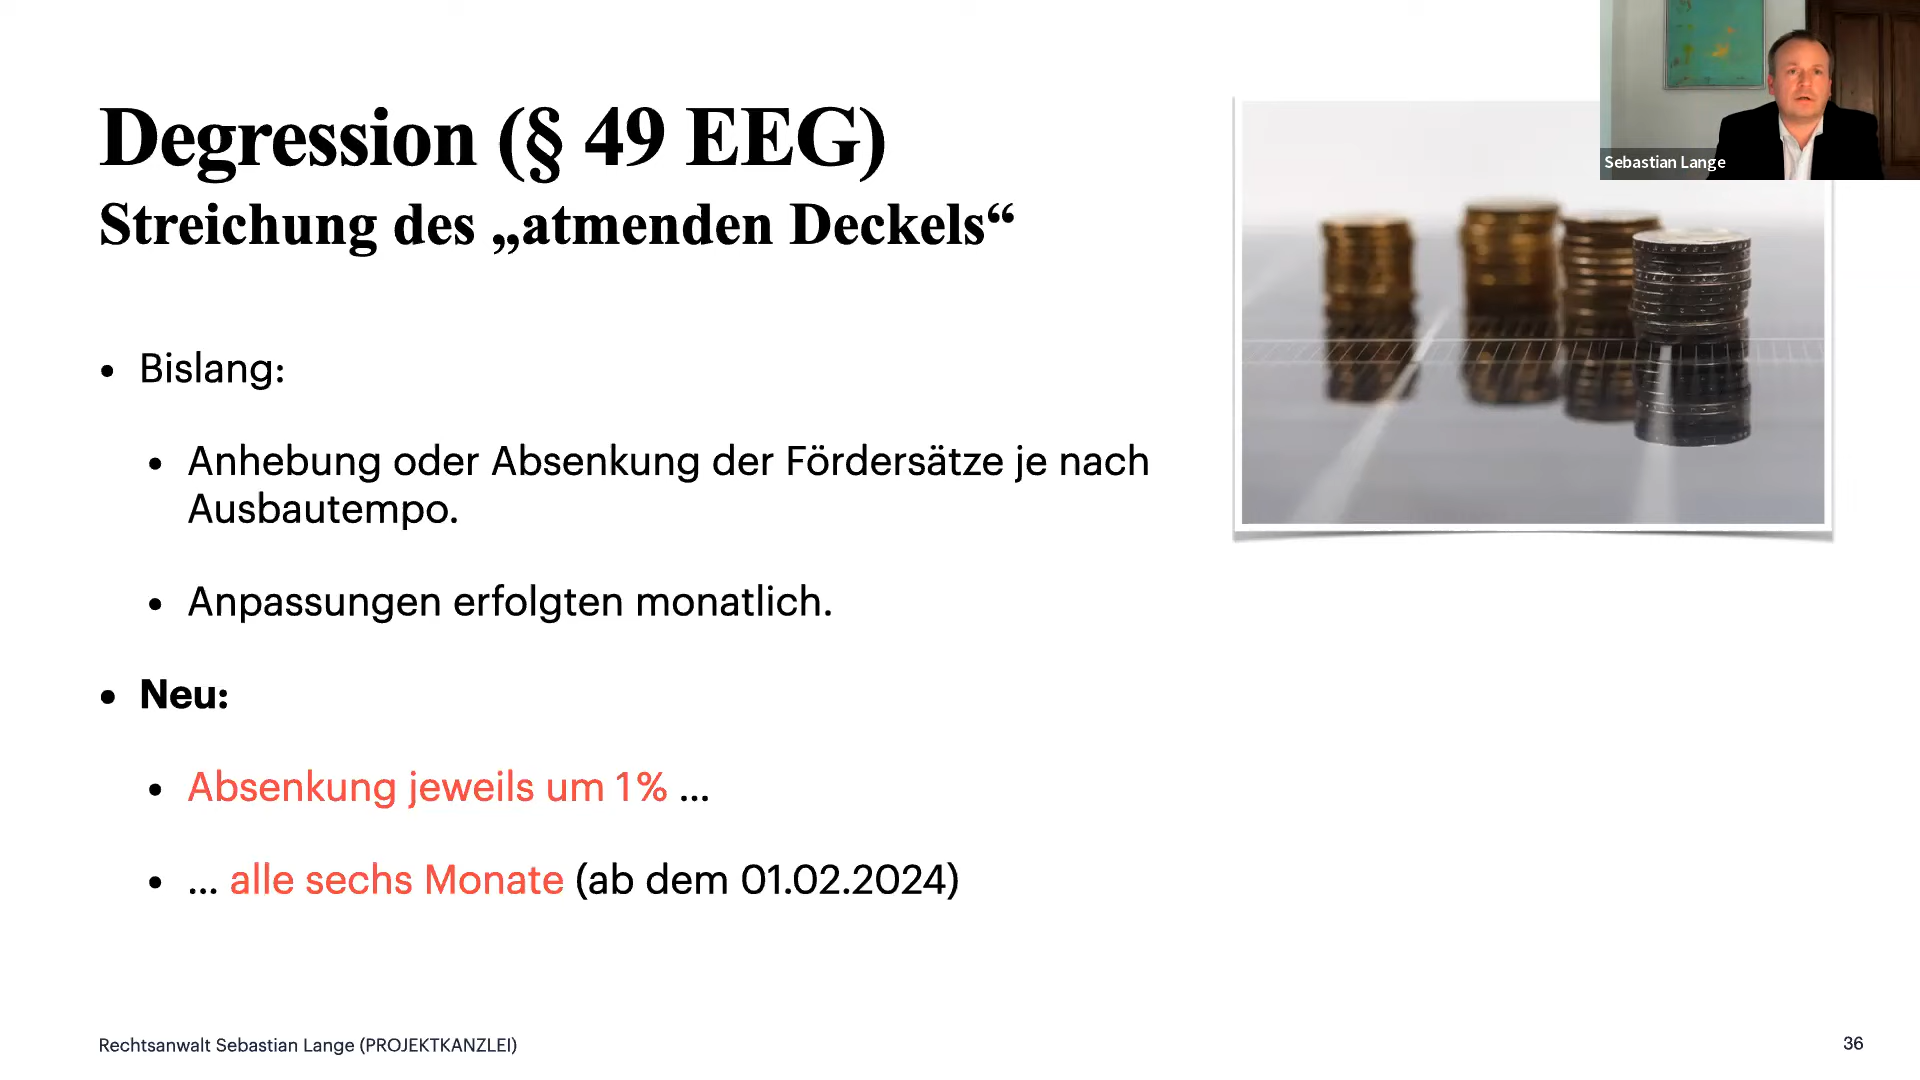 Sebastian Lange
Degression (§ 49 EEG)
Streichung des „atmenden Deckels“
• Bislang:
• Anhebung oder Absenkung der Fördersätze je nach
Ausbautempo.
• Anpassungen erfolgten monatlich.
• Neu:
• Absenkung jeweils um 1% ...
• ... alle sechs Monate (ab dem 01.02.2024)
Rechtsanwalt Sebastian Lange (PROJEKTKANZLEI)
36